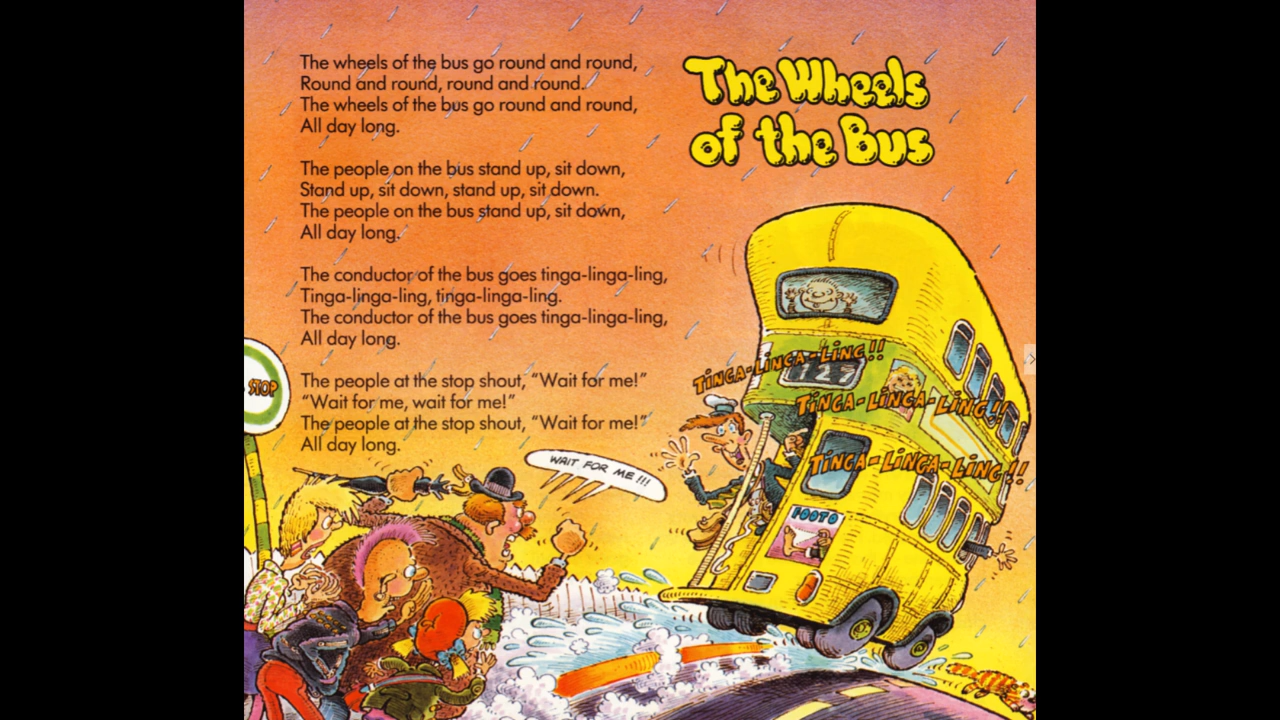 The Wheels
of the Bus
The wheels of the bus go round and round,
Round and round, round and round.
The wheels of the bus go round and round,
All day long.
The people on the bus stand up, sit down,
Stand up, sit down, stand up, sit down.
The people on the bus stand up, sit down,
All day long.
The conductor of the bus goes tinga-linga-ling,
Tinga-linga-ling, tinga-linga-ling.
The conductor of the bus goes tinga-linga-ling,
All day long.
The people at the stop shout, “Wait for me!”
“Wait for me, wait for me!”
The people at the stop shout, “Wait for me!”
All day long.
STOP
WAIT FOR ME!!!
TINGA-LINGA-LING!!
127
TINGA-LINGA-LING!!
TINGA-LINGA-LING!!
FOOTO